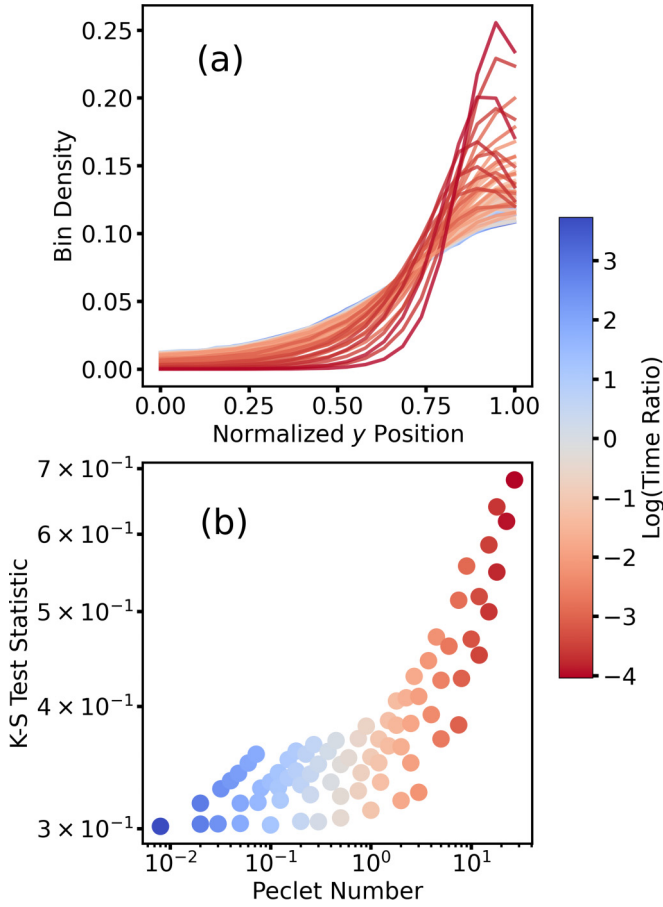 (a)
0.25
0.20
0.15
0.10
0.05
0.00
Bin Density
0.00 0.25 0.50 0.75 1.00
Normalized y Position
(b)
7 × 10⁻¹
6 × 10⁻¹
5 × 10⁻¹
4 × 10⁻¹
3 × 10⁻¹
K-S Test Statistic
10⁻² 10⁻¹ 10⁰ 10¹
Peclet Number
3
2
1
0
−1
−2
−3
−4
Log(Time Ratio)